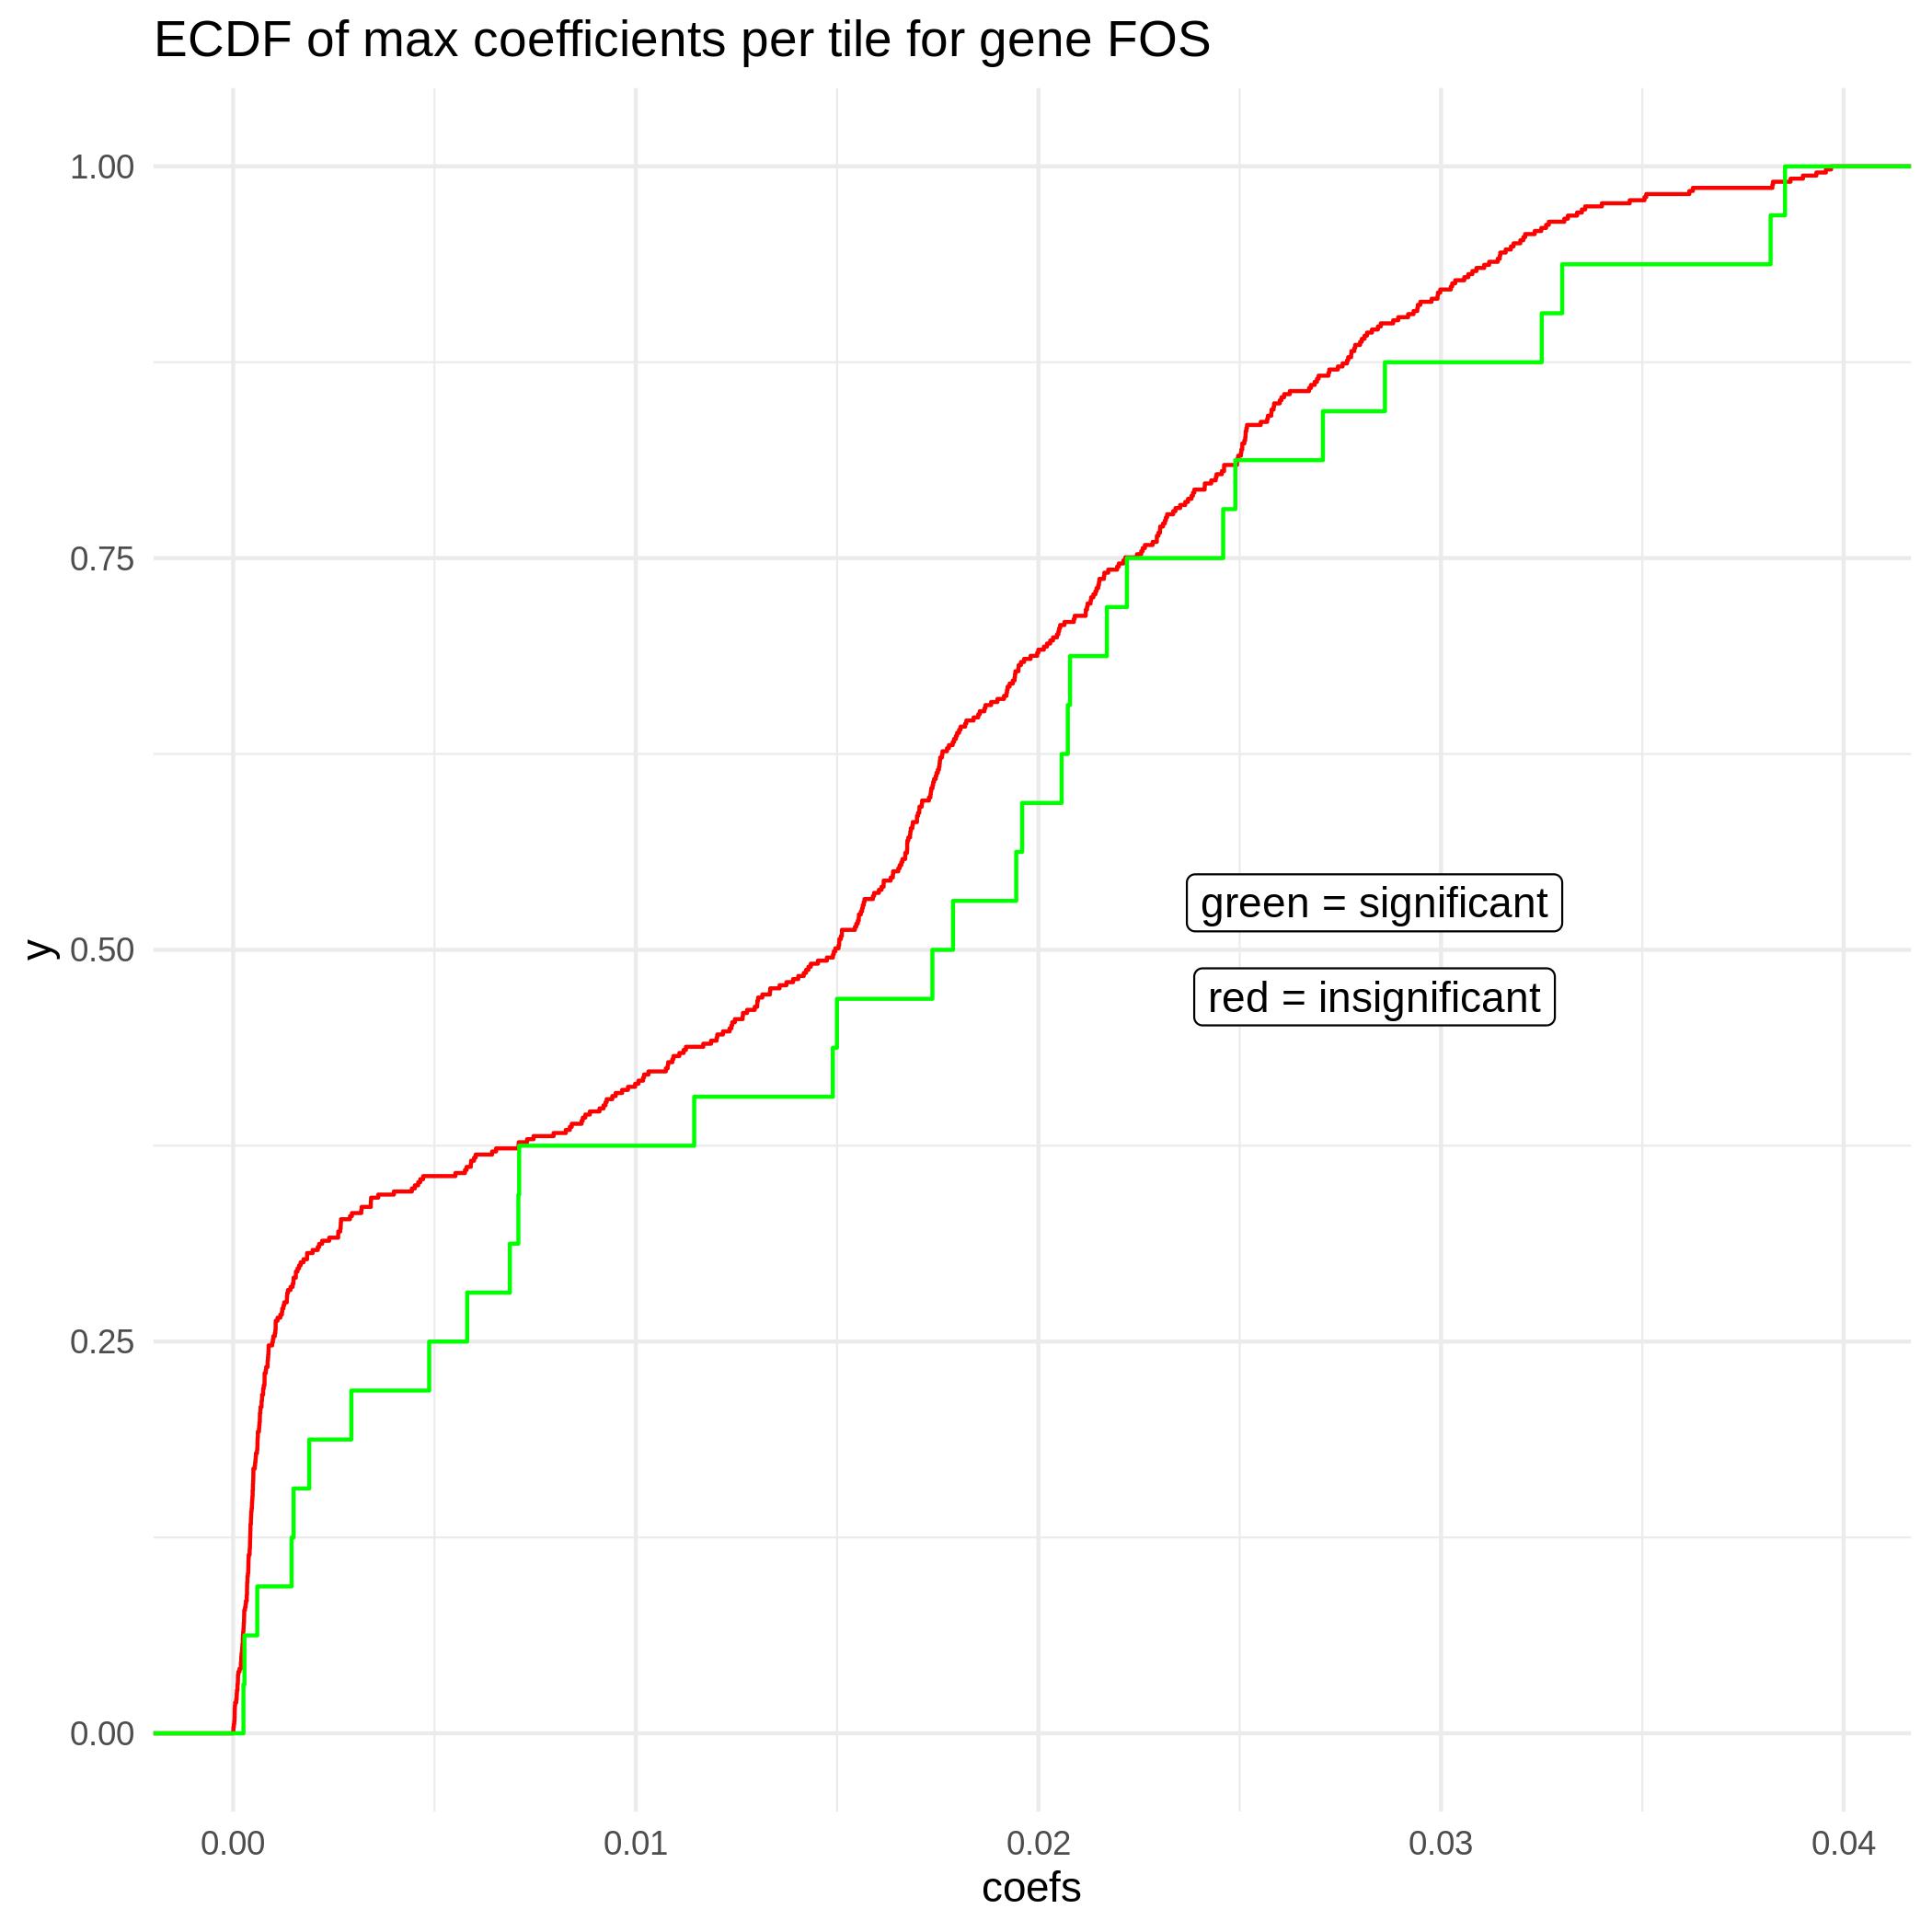 ECDF of max coefficients per tile for gene FOS
1.00
0.75
0.50
0.25
0.00
y
green = significant
red = insignificant
0.00 0.01 0.02 0.03 0.04
coefs